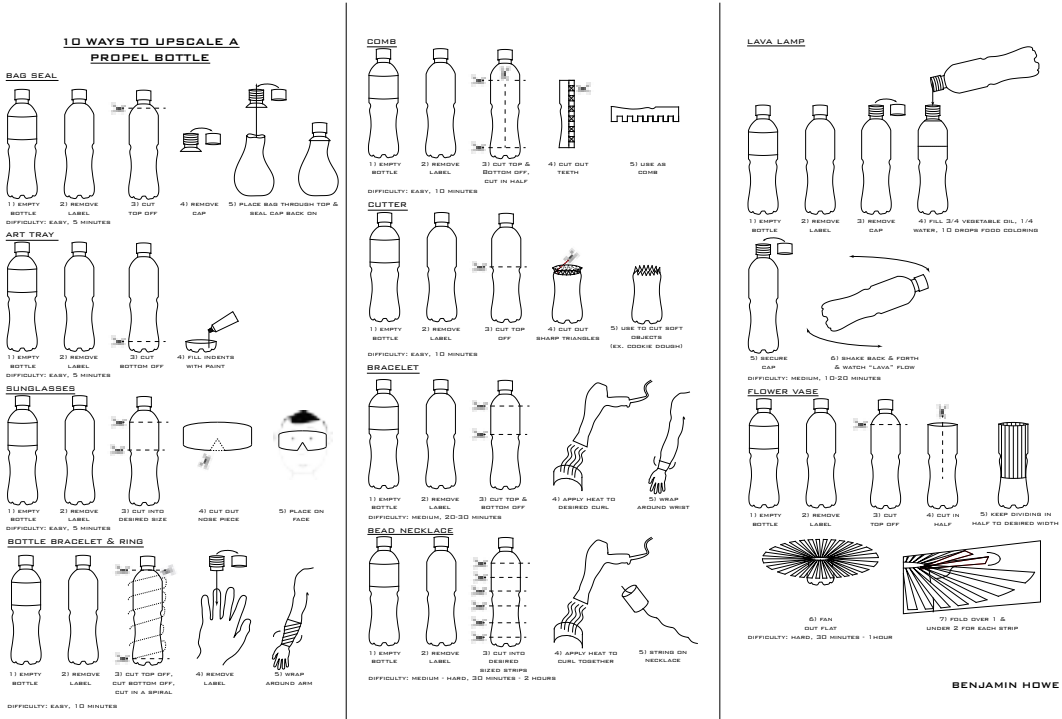 10 WAYS TO UPSCALE A
PROPEL BOTTLE
BAG SEAL
1) EMPTY
BOTTLE
2) REMOVE
LABEL
3) CUT
TOP OFF
4) REMOVE
CAP
5) PLACE BAG THROUGH TOP &
SEAL CAP BACK ON
DIFFICULTY: EASY, 5 MINUTES
ART TRAY
1) EMPTY
BOTTLE
2) REMOVE
LABEL
3) CUT
BOTTOM OFF
4) FILL INDENTS
WITH PAINT
DIFFICULTY: EASY, 5 MINUTES
SUNGLASSES
1) EMPTY
BOTTLE
2) REMOVE
LABEL
3) CUT INTO
DESIRED SIZE
4) CUT OUT
NOSE PIECE
5) PLACE ON
FACE
DIFFICULTY: EASY, 5 MINUTES
BOTTLE BRACELET & RING
1) EMPTY
BOTTLE
2) REMOVE
LABEL
3) CUT TOP OFF,
CUT BOTTOM OFF,
CUT IN A SPIRAL
4) REMOVE
LABEL
5) WRAP
AROUND ARM
DIFFICULTY: EASY, 10 MINUTES
COMB
1) EMPTY
BOTTLE
2) REMOVE
LABEL
3) CUT TOP &
BOTTOM OFF,
CUT IN HALF
4) CUT OUT
TEETH
5) USE AS
COMB
DIFFICULTY: EASY, 10 MINUTES
CUTTER
1) EMPTY
BOTTLE
2) REMOVE
LABEL
3) CUT TOP
OFF
4) CUT OUT
SHARP TRIANGLES
5) USE TO CUT SOFT
OBJECTS
(EX. COOKIE DOUGH)
DIFFICULTY: EASY, 10 MINUTES
BRACELET
1) EMPTY
BOTTLE
2) REMOVE
LABEL
3) CUT TOP &
BOTTOM OFF
4) APPLY HEAT TO
DESIRED CURL
5) WRAP
AROUND WRIST
DIFFICULTY: MEDIUM, 20-30 MINUTES
BEAD NECKLACE
1) EMPTY
BOTTLE
2) REMOVE
LABEL
3) CUT INTO
DESIRED
SIZED STRIPS
4) APPLY HEAT TO
CURL TOGETHER
5) STRING ON
NECKLACE
DIFFICULTY: MEDIUM - HARD, 30 MINUTES - 2 HOURS
LAVA LAMP
1) EMPTY
BOTTLE
2) REMOVE
LABEL
3) REMOVE
CAP
4) FILL 3/4 VEGETABLE OIL, 1/4
WATER, 10 DROPS FOOD COLORING
5) SECURE
CAP
6) SHAKE BACK & FORTH
& WATCH "LAVA" FLOW
DIFFICULTY: MEDIUM, 10-20 MINUTES
FLOWER VASE
1) EMPTY
BOTTLE
2) REMOVE
LABEL
3) CUT
TOP OFF
4) CUT IN
HALF
5) KEEP DIVIDING IN
HALF TO DESIRED WIDTH
6) FAN
OUT FLAT
7) FOLD OVER 1 &
UNDER 2 FOR EACH STRIP
DIFFICULTY: HARD, 30 MINUTES - 1HOUR
BENJAMIN HOWE